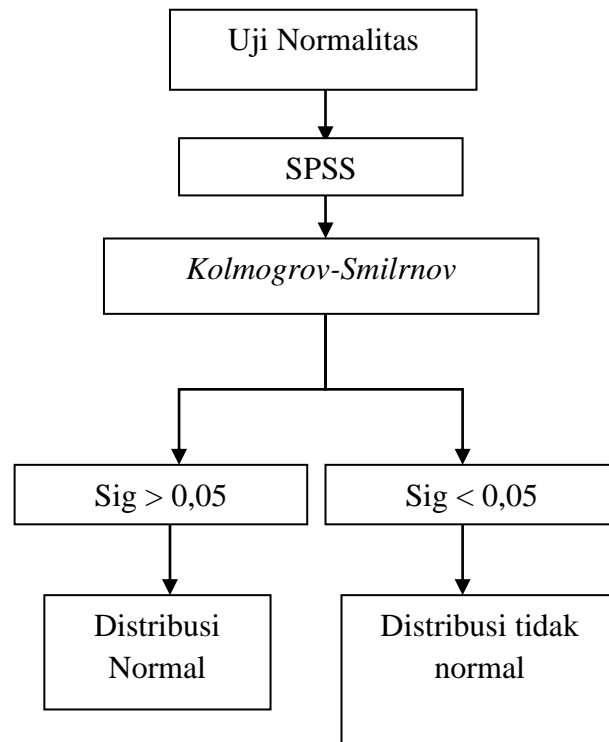 Uji Normalitas
SPSS
Kolmogrov-Smilrnov
Sig > 0,05
Sig < 0,05
Distribusi
Normal
Distribusi tidak
normal